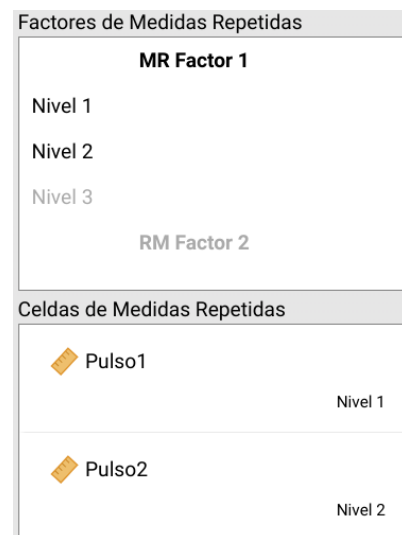 Factores de Medidas Repetidas
MR Factor 1
Nivel 1
Nivel 2
Nivel 3
RM Factor 2
Celdas de Medidas Repetidas
Pulso1
Nivel 1
Pulso2
Nivel 2